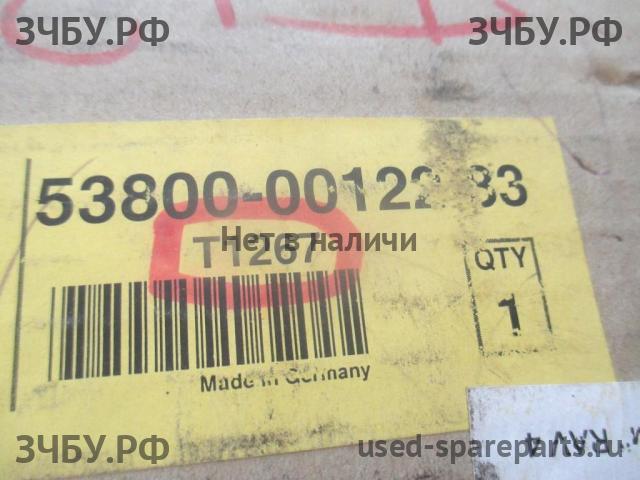 ЗЧБУ.РФ ЗЧБУ.РФ
53800-00122
T1267
Нет в наличи
QTY
1
Made in Germany
RAV4
ЗЧБУ.РФ used-spareparts.ru